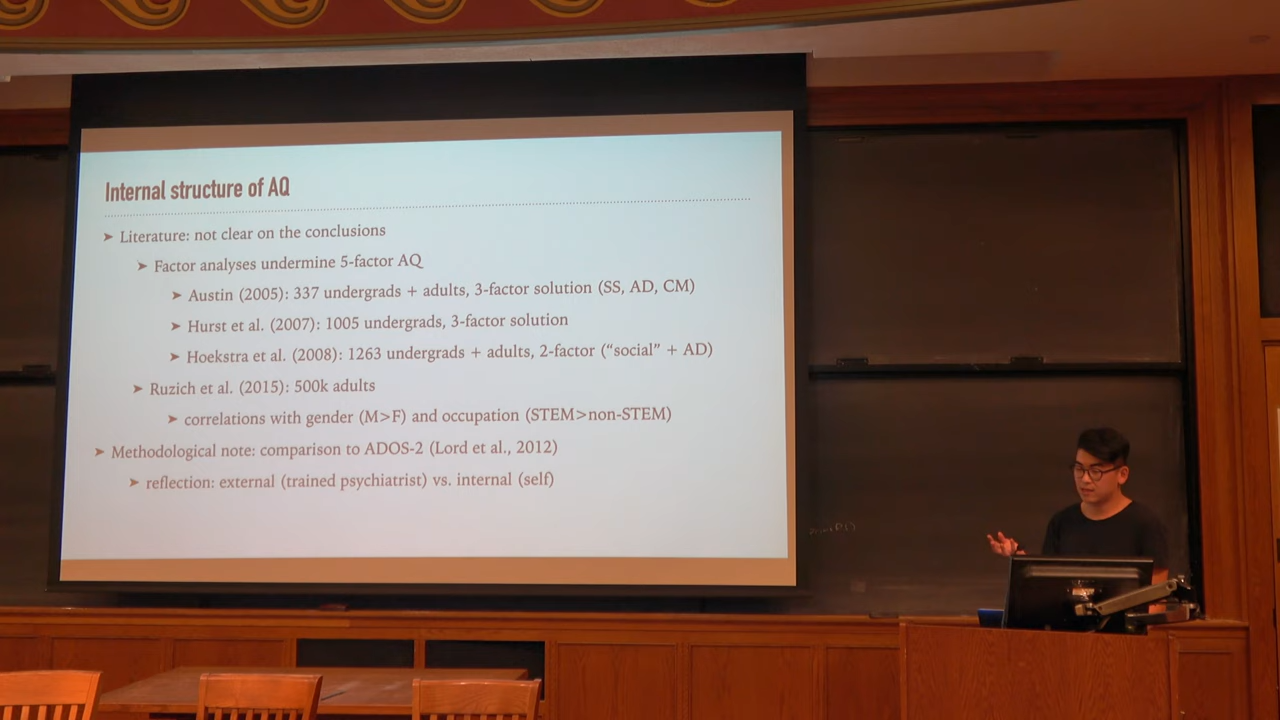 Internal structure of AQ
➤ Literature: not clear on the conclusions
➤ Factor analyses undermine 5-factor AQ
➤ Austin (2005): 337 undergrads + adults, 3-factor solution (SS, AD, CM)
➤ Hurst et al. (2007): 1005 undergrads, 3-factor solution
➤ Hoekstra et al. (2008): 1263 undergrads + adults, 2-factor (“social” + AD)
➤ Ruzich et al. (2015): 500k adults
➤ correlations with gender (M>F) and occupation (STEM>non-STEM)
➤ Methodological note: comparison to ADOS-2 (Lord et al., 2012)
➤ reflection: external (trained psychiatrist) vs. internal (self)